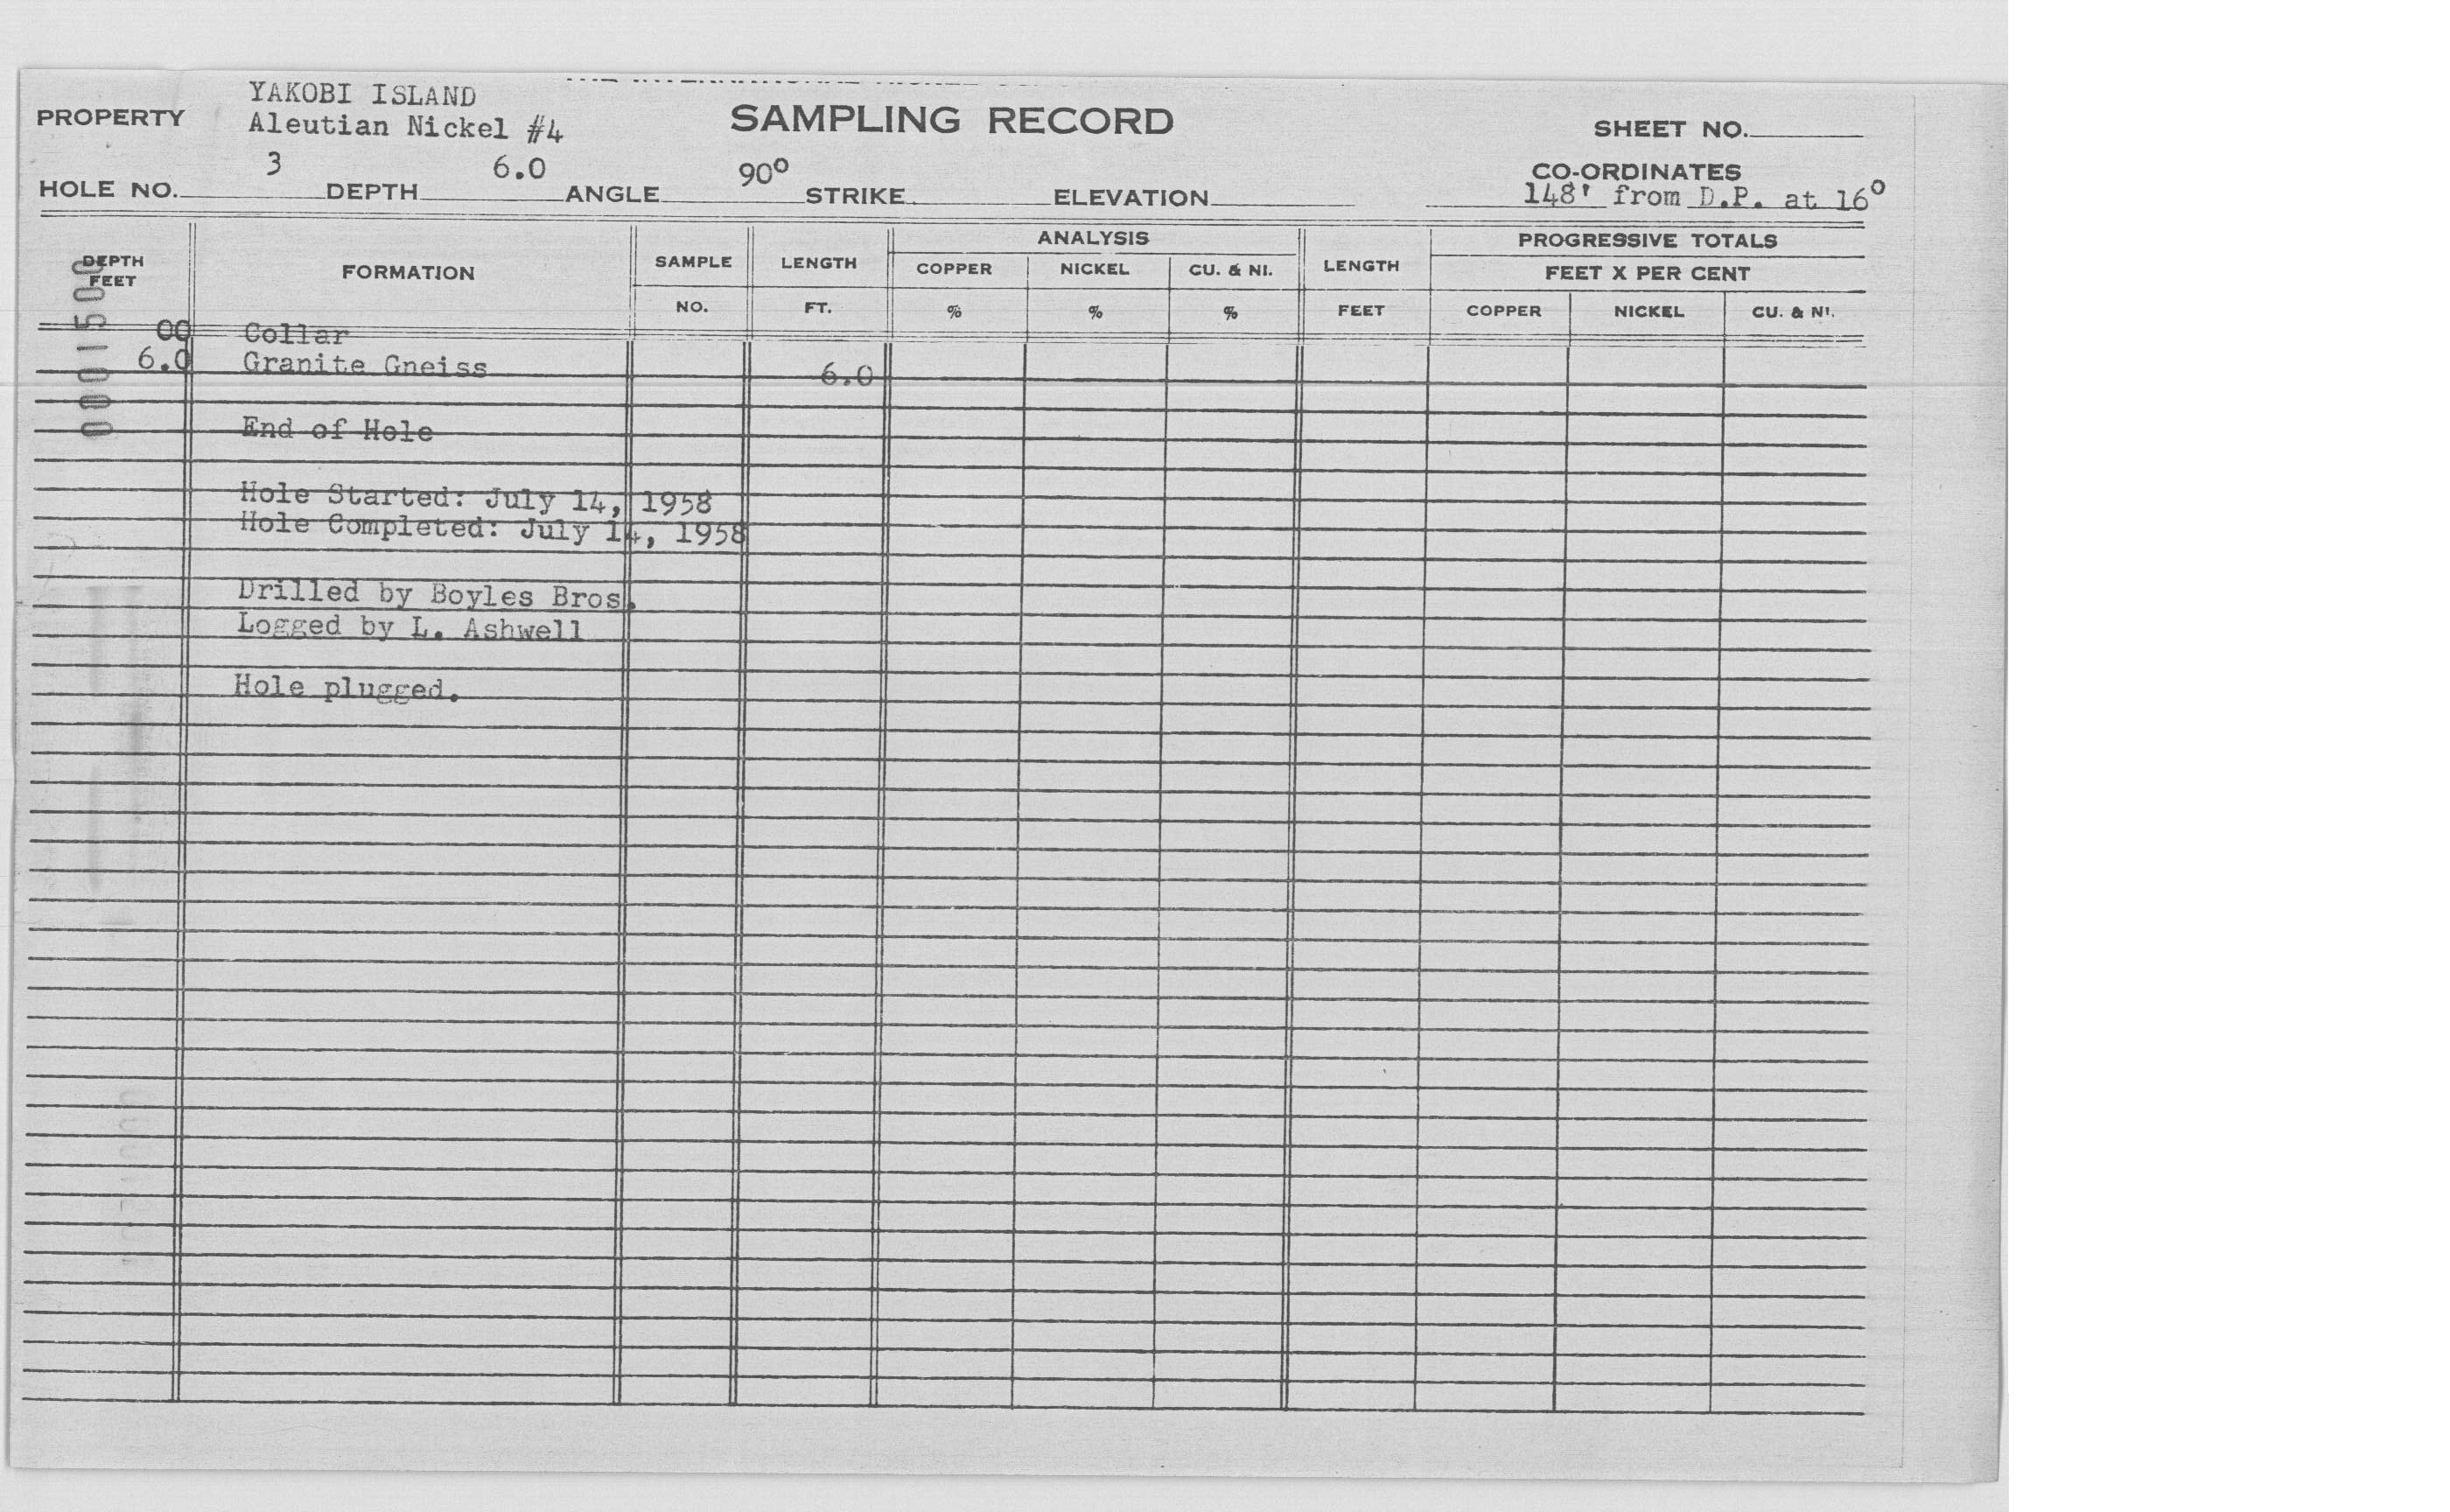 YAKOBI ISLAND
PROPERTY Aleutian Nickel #4 SAMPLING RECORD SHEET NO.
HOLE NO. 3 DEPTH 6.0 ANGLE 90° STRIKE ELEVATION CO-ORDINATES
148' from D.P. at 16°
DEPTH FEET FORMATION SAMPLE NO. LENGTH FT. ANALYSIS LENGTH FEET PROGRESSIVE TOTALS
COPPER % NICKEL % CU. & NI. % FEET X PER CENT
COPPER NICKEL CU. & NI.
00 Collar
6.0 Granite Gneiss 6.0
End of Hole
Hole Started: July 14, 1958
Hole Completed: July 14, 1958
Drilled by Boyles Bros.
Logged by L. Ashwell
Hole plugged.
00015000